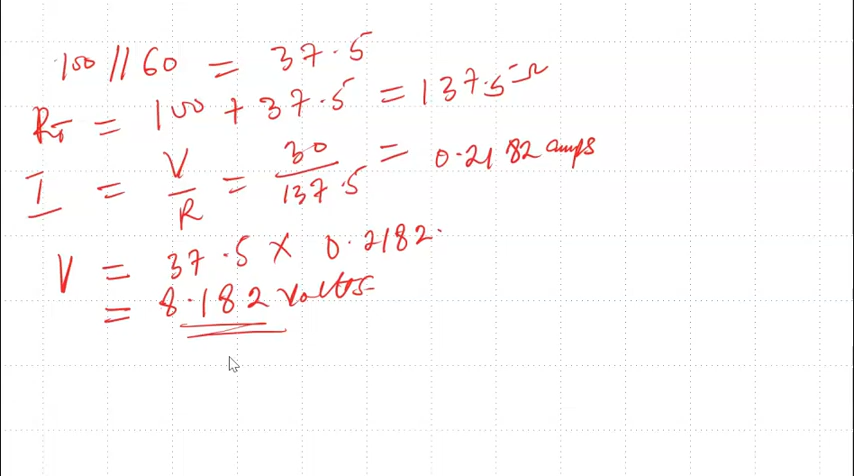 100 // 60 = 37.5
RT = 100 + 37.5 = 137.5 Ω
I = V/R = 30/137.5 = 0.2182 amps
V = 37.5 × 0.2182.
= 8.182 Volts